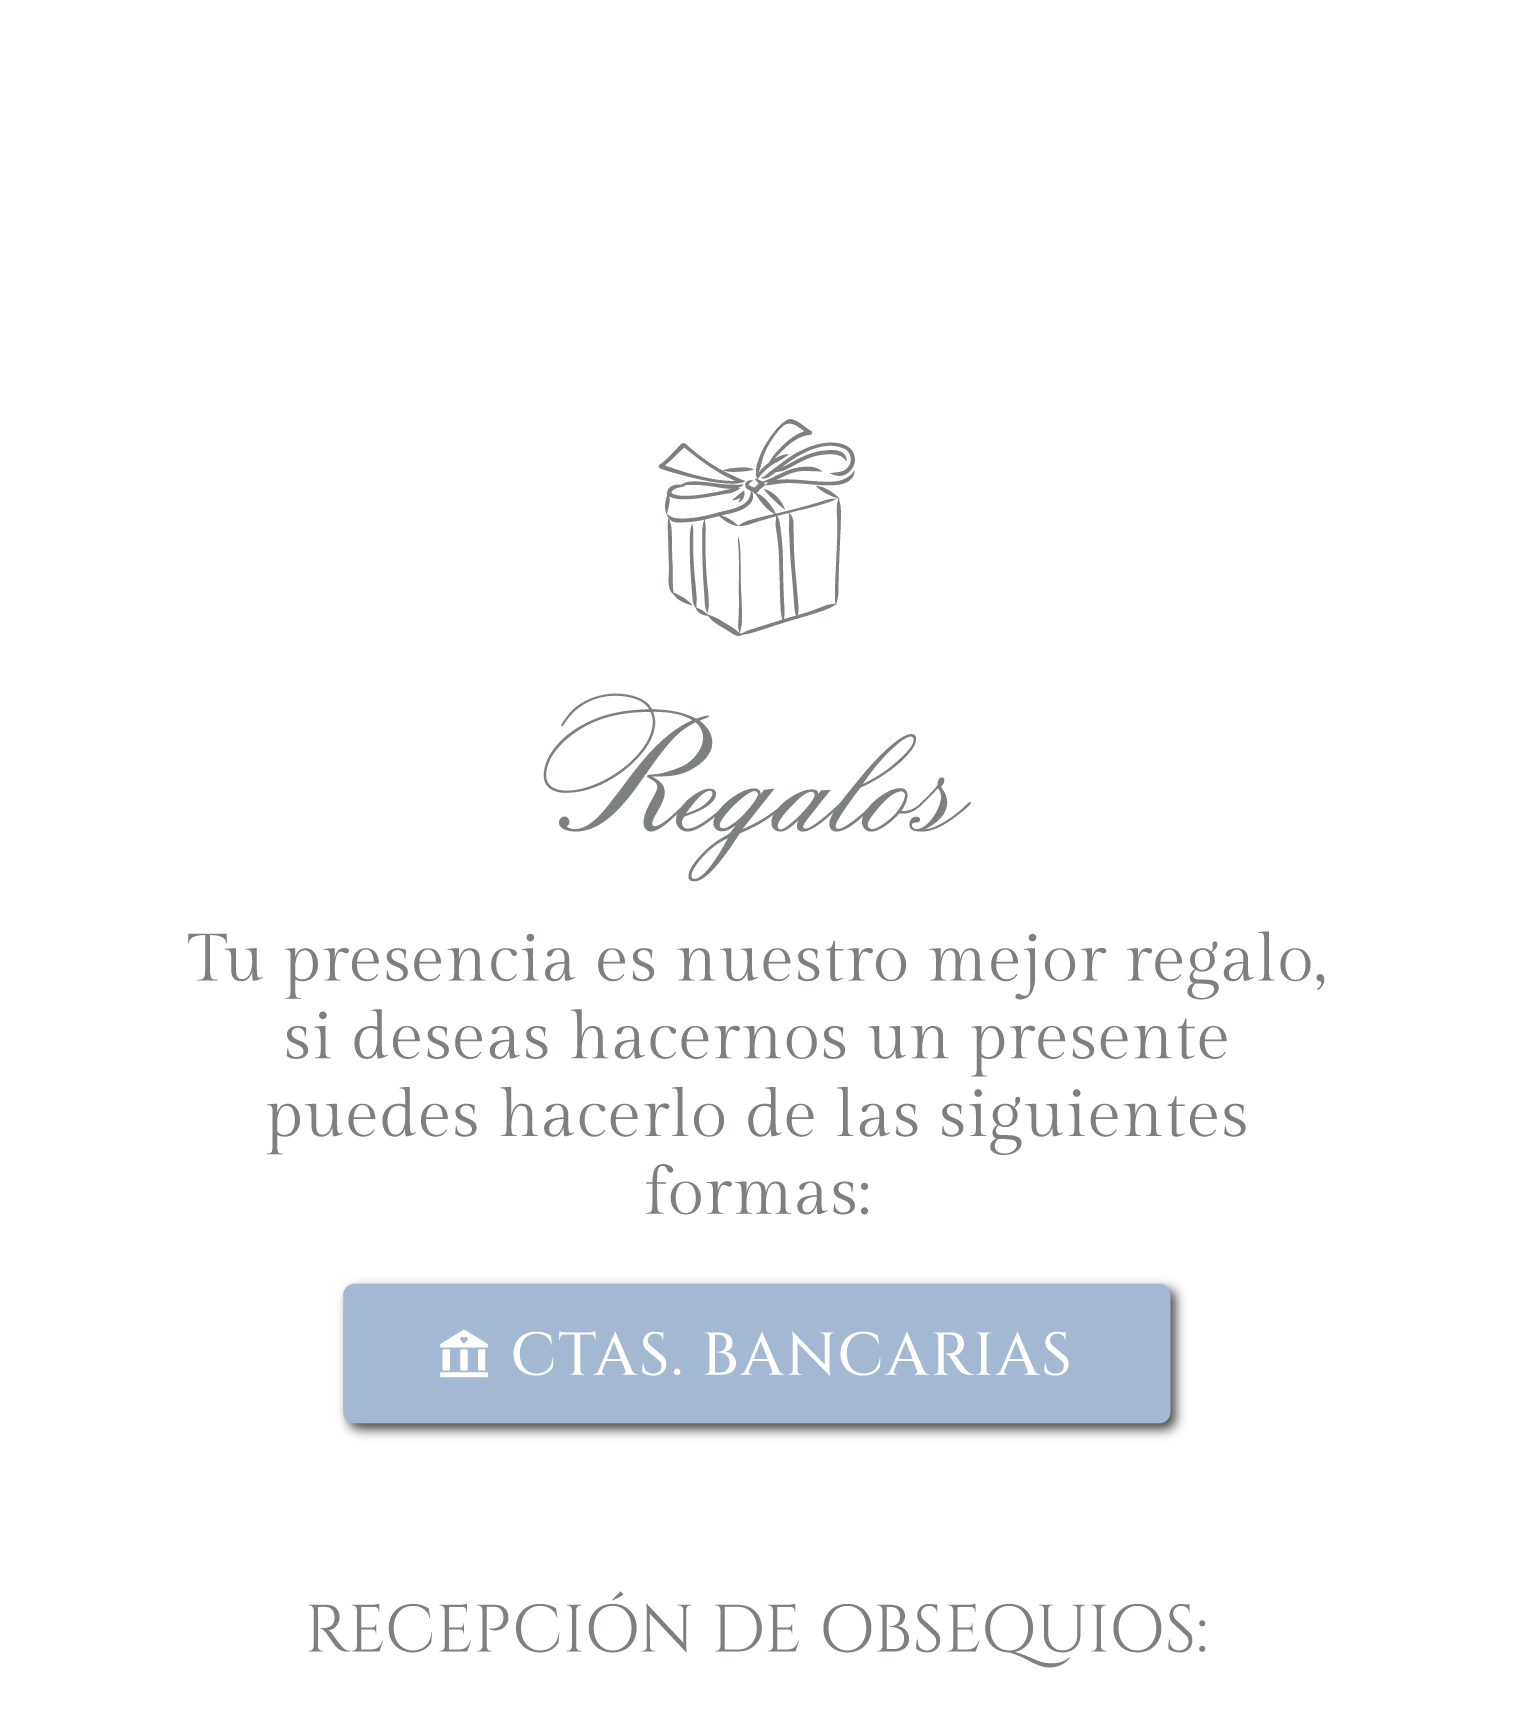 Regalos
Tu presencia es nuestro mejor regalo,
si deseas hacernos un presente
puedes hacerlo de las siguientes
formas:
CTAS. BANCARIAS
RECEPCIÓN DE OBSEQUIOS: